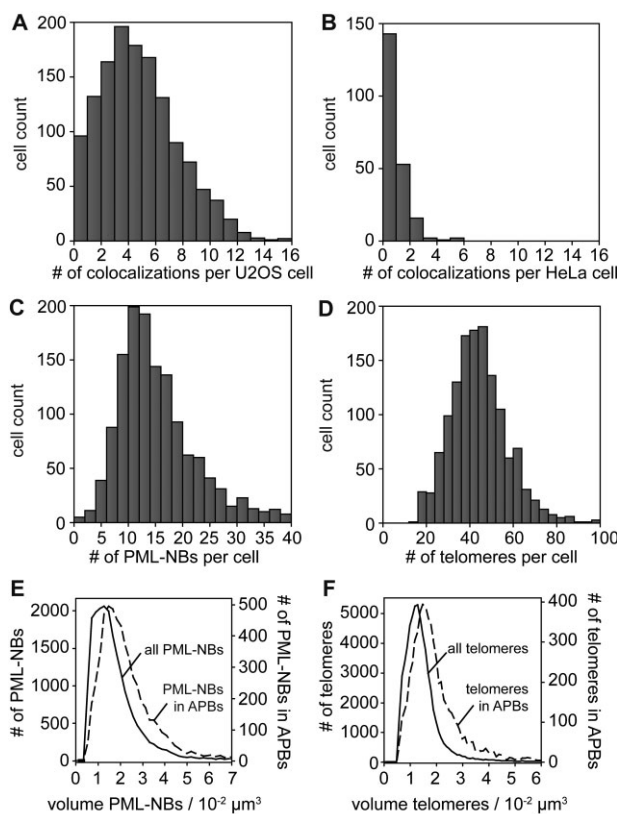 A
200
150
100
50
0
cell count
0 2 4 6 8 10 12 14 16
# of colocalizations per U2OS cell
B
150
100
50
0
cell count
0 2 4 6 8 10 12 14 16
# of colocalizations per HeLa cell
C
200
150
100
50
0
cell count
0 5 10 15 20 25 30 35 40
# of PML-NBs per cell
D
200
150
100
50
0
cell count
0 20 40 60 80 100
# of telomeres per cell
E
2000
1500
1000
500
0
# of PML-NBs
all PML-NBs
PML-NBs
in APBs
500
400
300
200
100
0
# of PML-NBs in APBs
0 1 2 3 4 5 6 7
volume PML-NBs / 10⁻² µm³
F
5000
4000
3000
2000
1000
0
# of telomeres
all telomeres
telomeres
in APBs
400
300
200
100
0
# of telomeres in APBs
0 1 2 3 4 5 6
volume telomeres / 10⁻² µm³